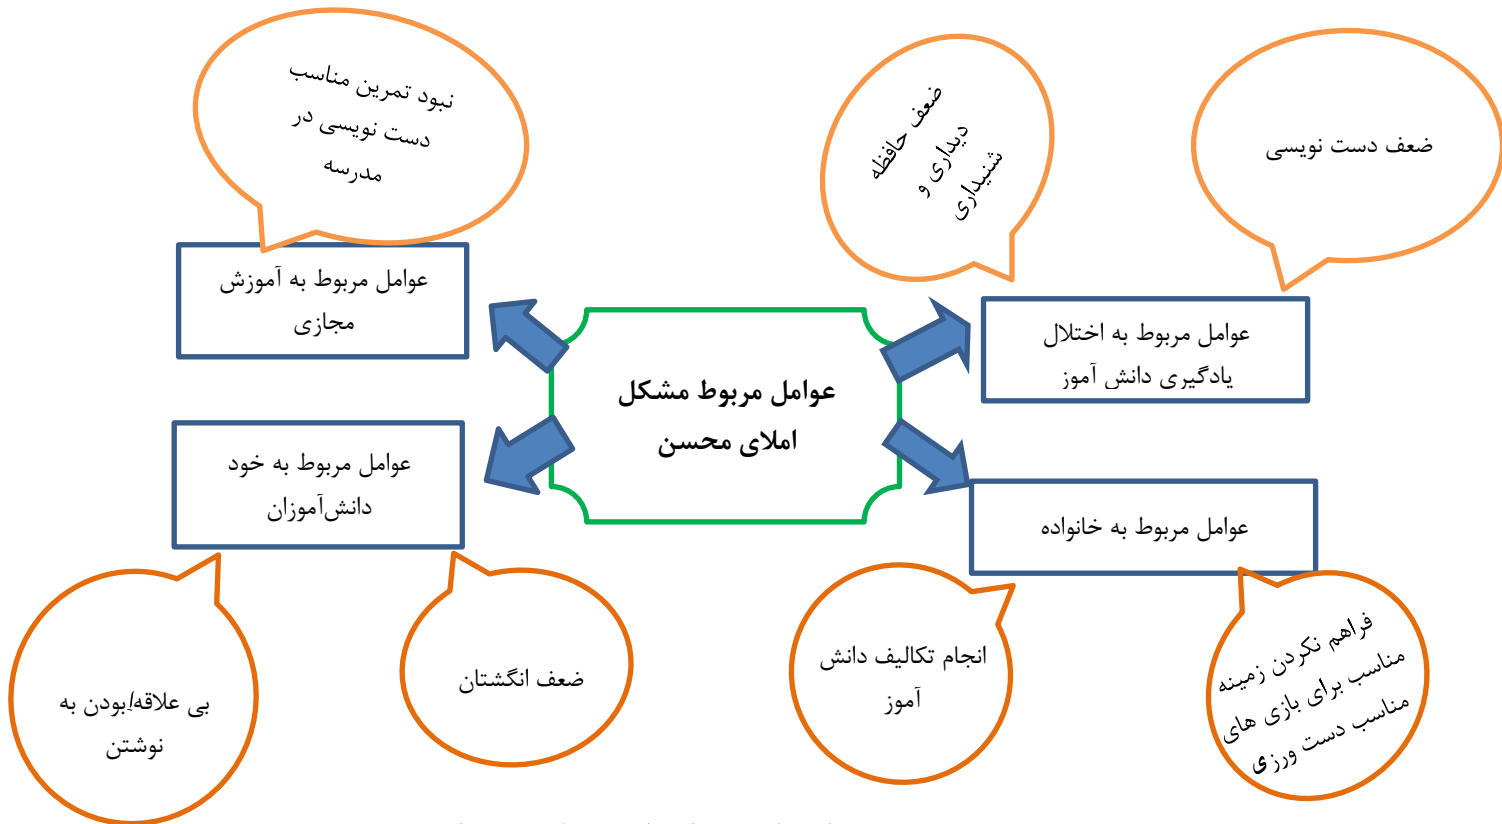 نبود تمرین مناسب
دست نویسی در
مدرسه
ضعف حافظه
دیداری و
شنیداری
ضعف دست نویسی
عوامل مربوط به آموزش
مجازی
عوامل مربوط به اختلال
یادگیری دانش آموز
عوامل مربوط مشکل
املای محسن
عوامل مربوط به خود
دانش‌آموزان
عوامل مربوط به خانواده
بی علاقه بودن به
نوشتن
ضعف انگشتان
انجام تکالیف دانش
آموز
فراهم نکردن زمینه
مناسب برای بازی های
مناسب دست ورزی